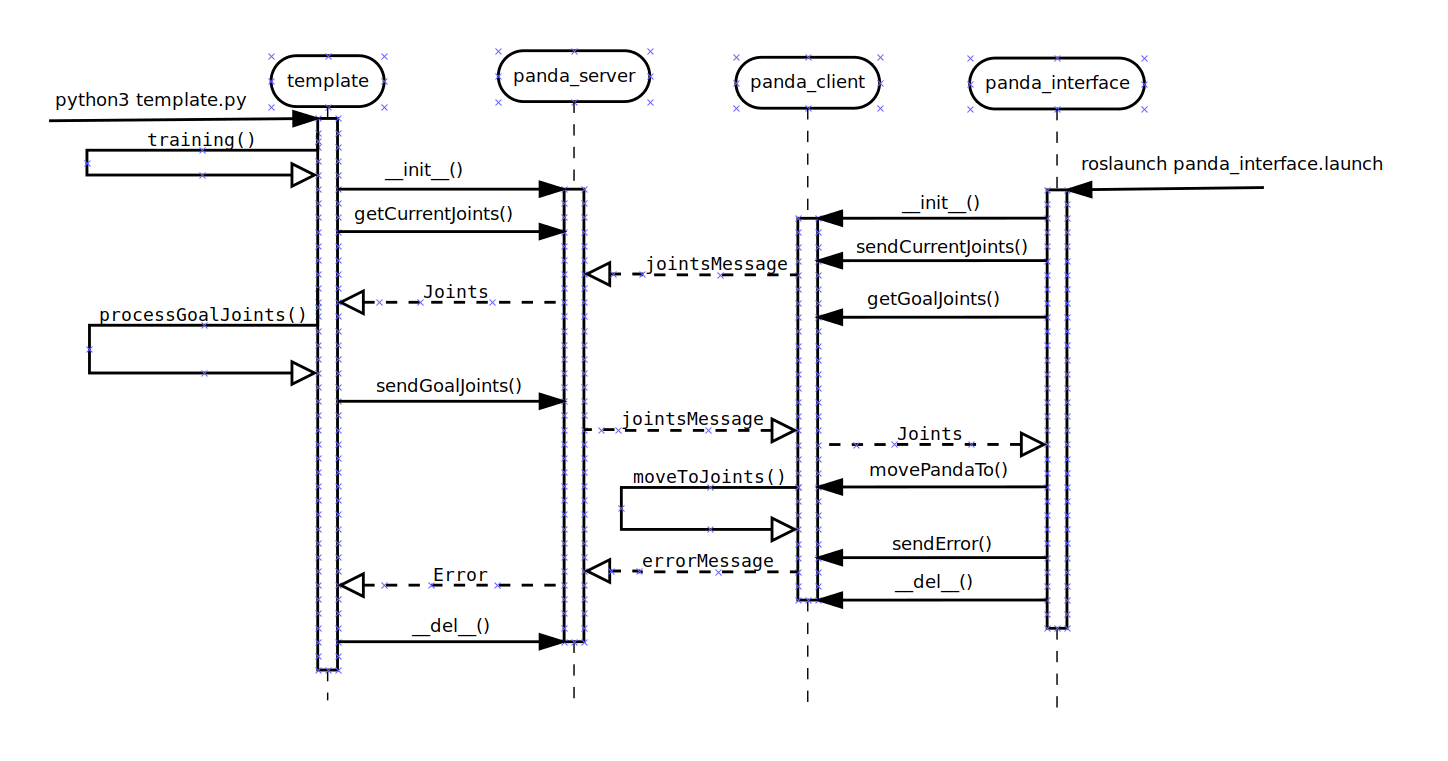 template
panda_server
panda_client
panda_interface
python3 template.py
training()
__init__()
roslaunch panda_interface.launch
getCurrentJoints()
__init__()
sendCurrentJoints()
jointsMessage
Joints
getGoalJoints()
processGoalJoints()
sendGoalJoints()
jointsMessage
Joints
movePandaTo()
moveToJoints()
sendError()
errorMessage
Error
__del__()
__del__()